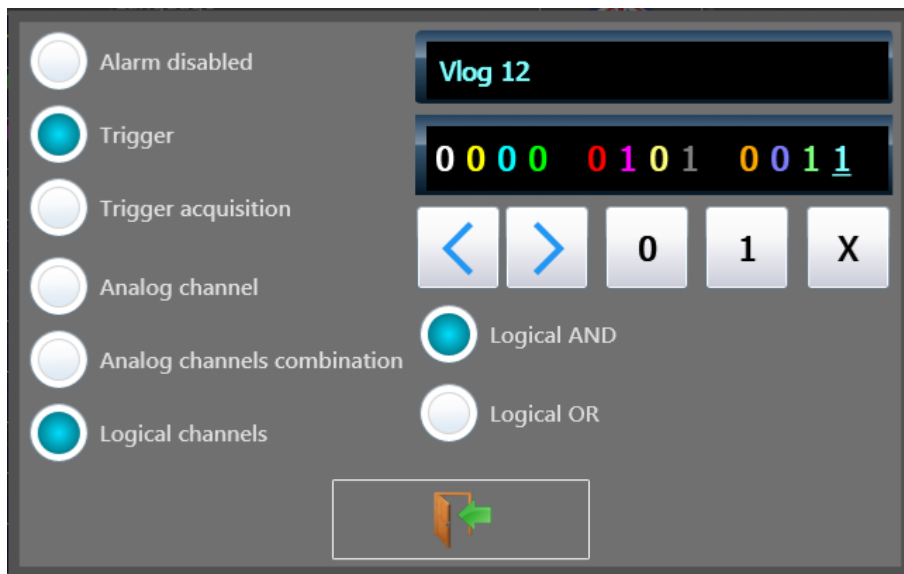 Alarm disabled
Trigger
Trigger acquisition
Analog channel
Analog channels combination
Logical channels
Vlog 12
0 0 0 0 0 1 0 1 0 0 1 1
0 1 X
Logical AND
Logical OR